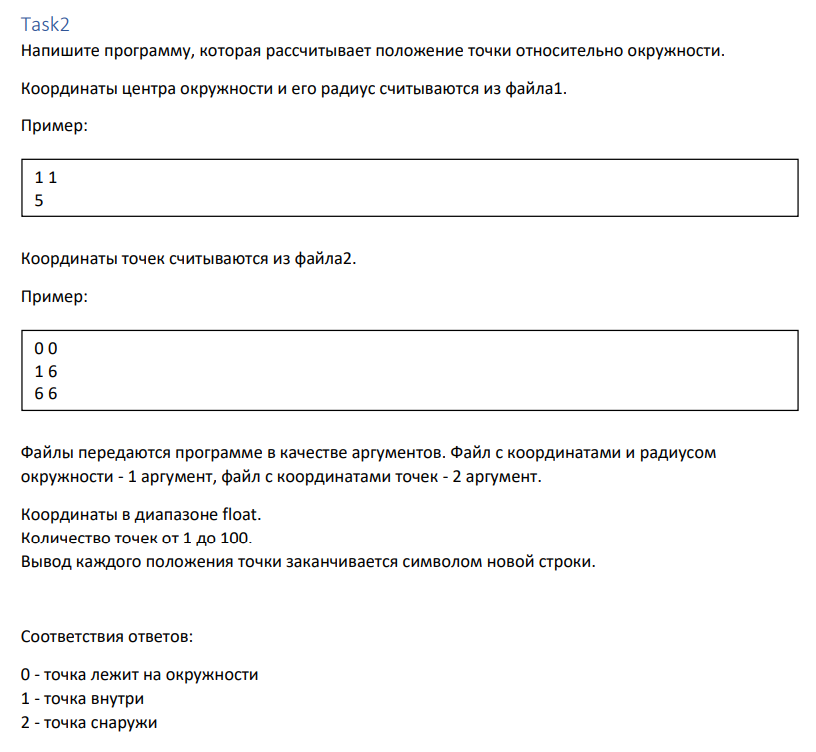 Task2
Напишите программу, которая рассчитывает положение точки относительно окружности.
Координаты центра окружности и его радиус считываются из файла1.
Пример:
1 1
5
Координаты точек считываются из файла2.
Пример:
0 0
1 6
6 6
Файлы передаются программе в качестве аргументов. Файл с координатами и радиусом
окружности - 1 аргумент, файл с координатами точек - 2 аргумент.
Координаты в диапазоне float.
Количество точек от 1 до 100.
Вывод каждого положения точки заканчивается символом новой строки.
Соответствия ответов:
0 - точка лежит на окружности
1 - точка внутри
2 - точка снаружи